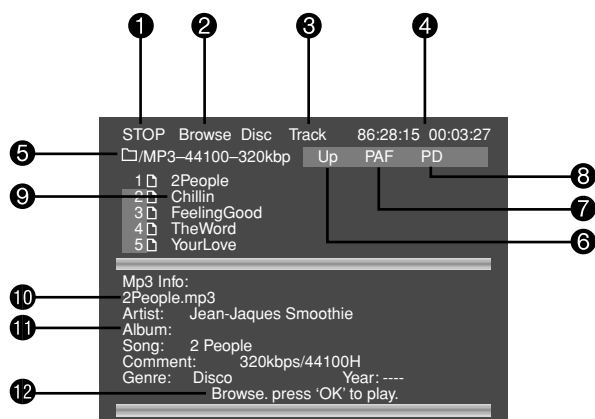 1 2 3 4
STOP Browse Disc Track 86:28:15 00:03:27
5 /MP3–44100–320kbp Up PAF PD 8
1 2People
9 2 Chillin 7
3 FeelingGood 6
4 TheWord
5 YourLove
Mp3 Info:
10 2People.mp3
Artist: Jean-Jaques Smoothie
11 Album:
Song: 2 People
Comment: 320kbps/44100H
Genre: Disco Year: ----
12 Browse. press ‘OK’ to play.